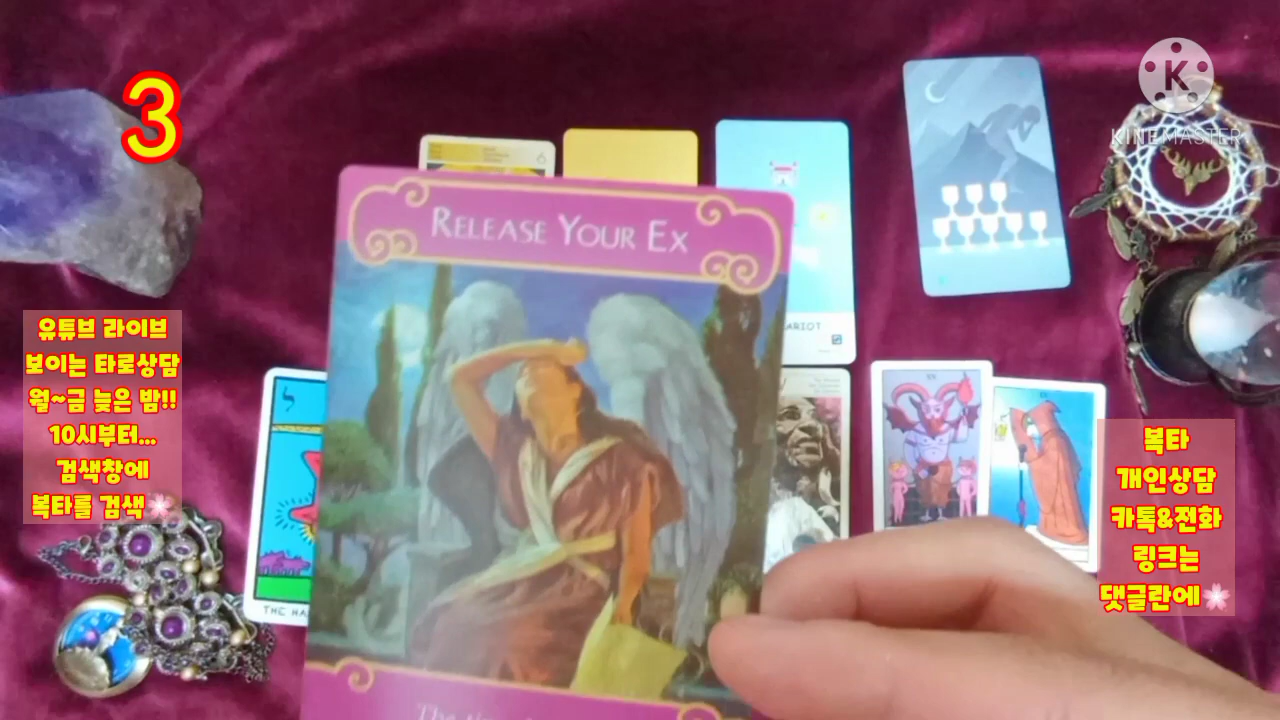 3
KINEMASTER
RELEASE YOUR EX
유튜브 라이브
보이는 타로상담
월~금 늦은 밤!!
10시부터...
검색창에
복타를 검색🌸
복타
개인상담
카톡&전화
링크는
댓글란에🌸
ARIOT
THE HA